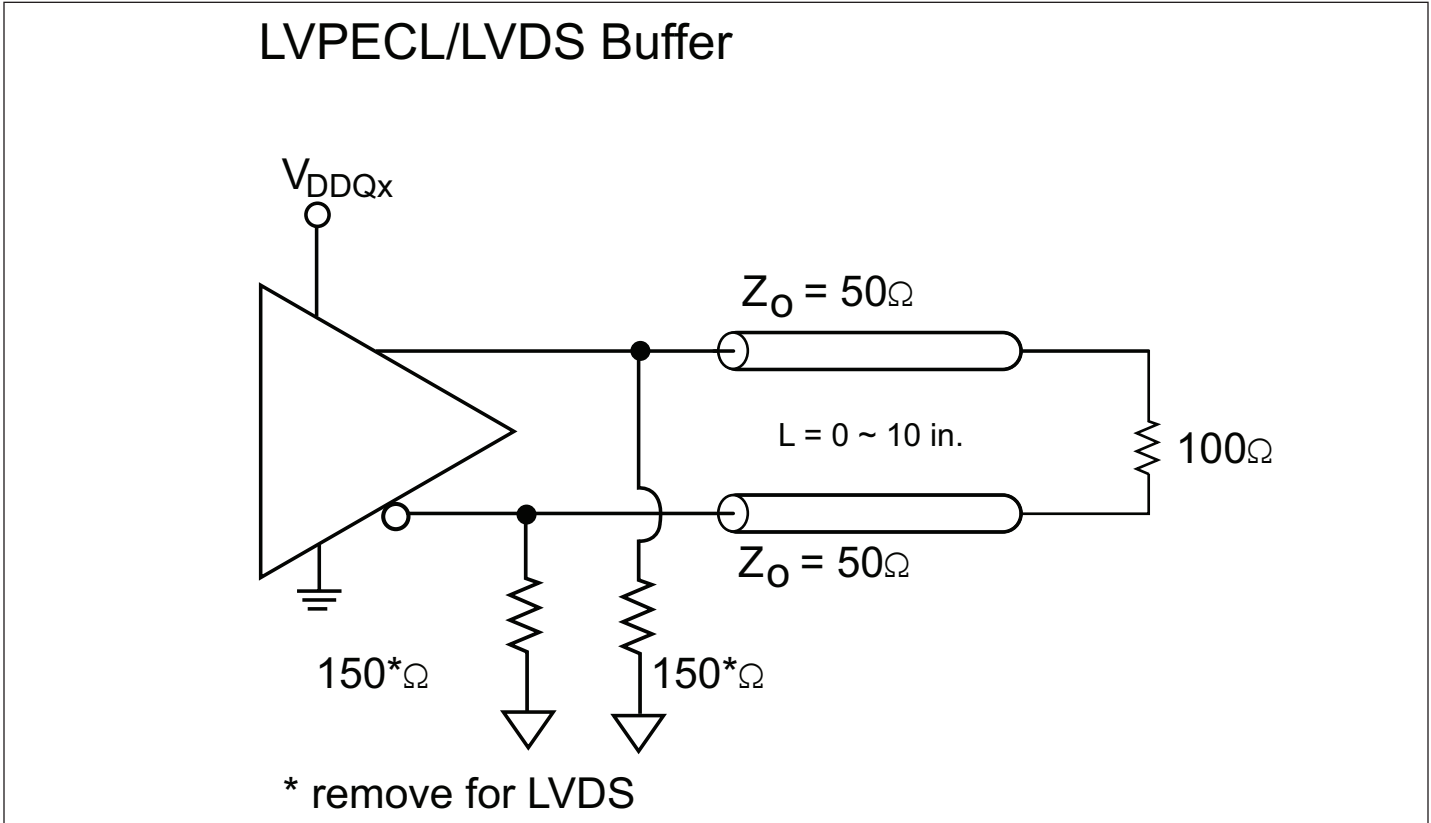 LVPECL/LVDS Buffer
VDDQx
Zo = 50Ω
L = 0 ~ 10 in.
100Ω
Zo = 50Ω
150*Ω
150*Ω
* remove for LVDS